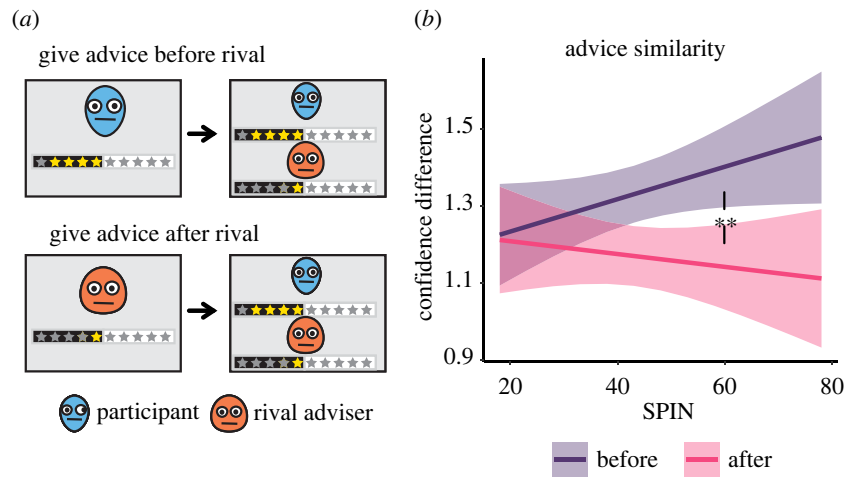 (a)
give advice before rival
give advice after rival
participant
rival adviser
(b)
advice similarity
confidence difference
1.5
1.3
1.1
0.9
**
20
40
60
80
SPIN
before
after